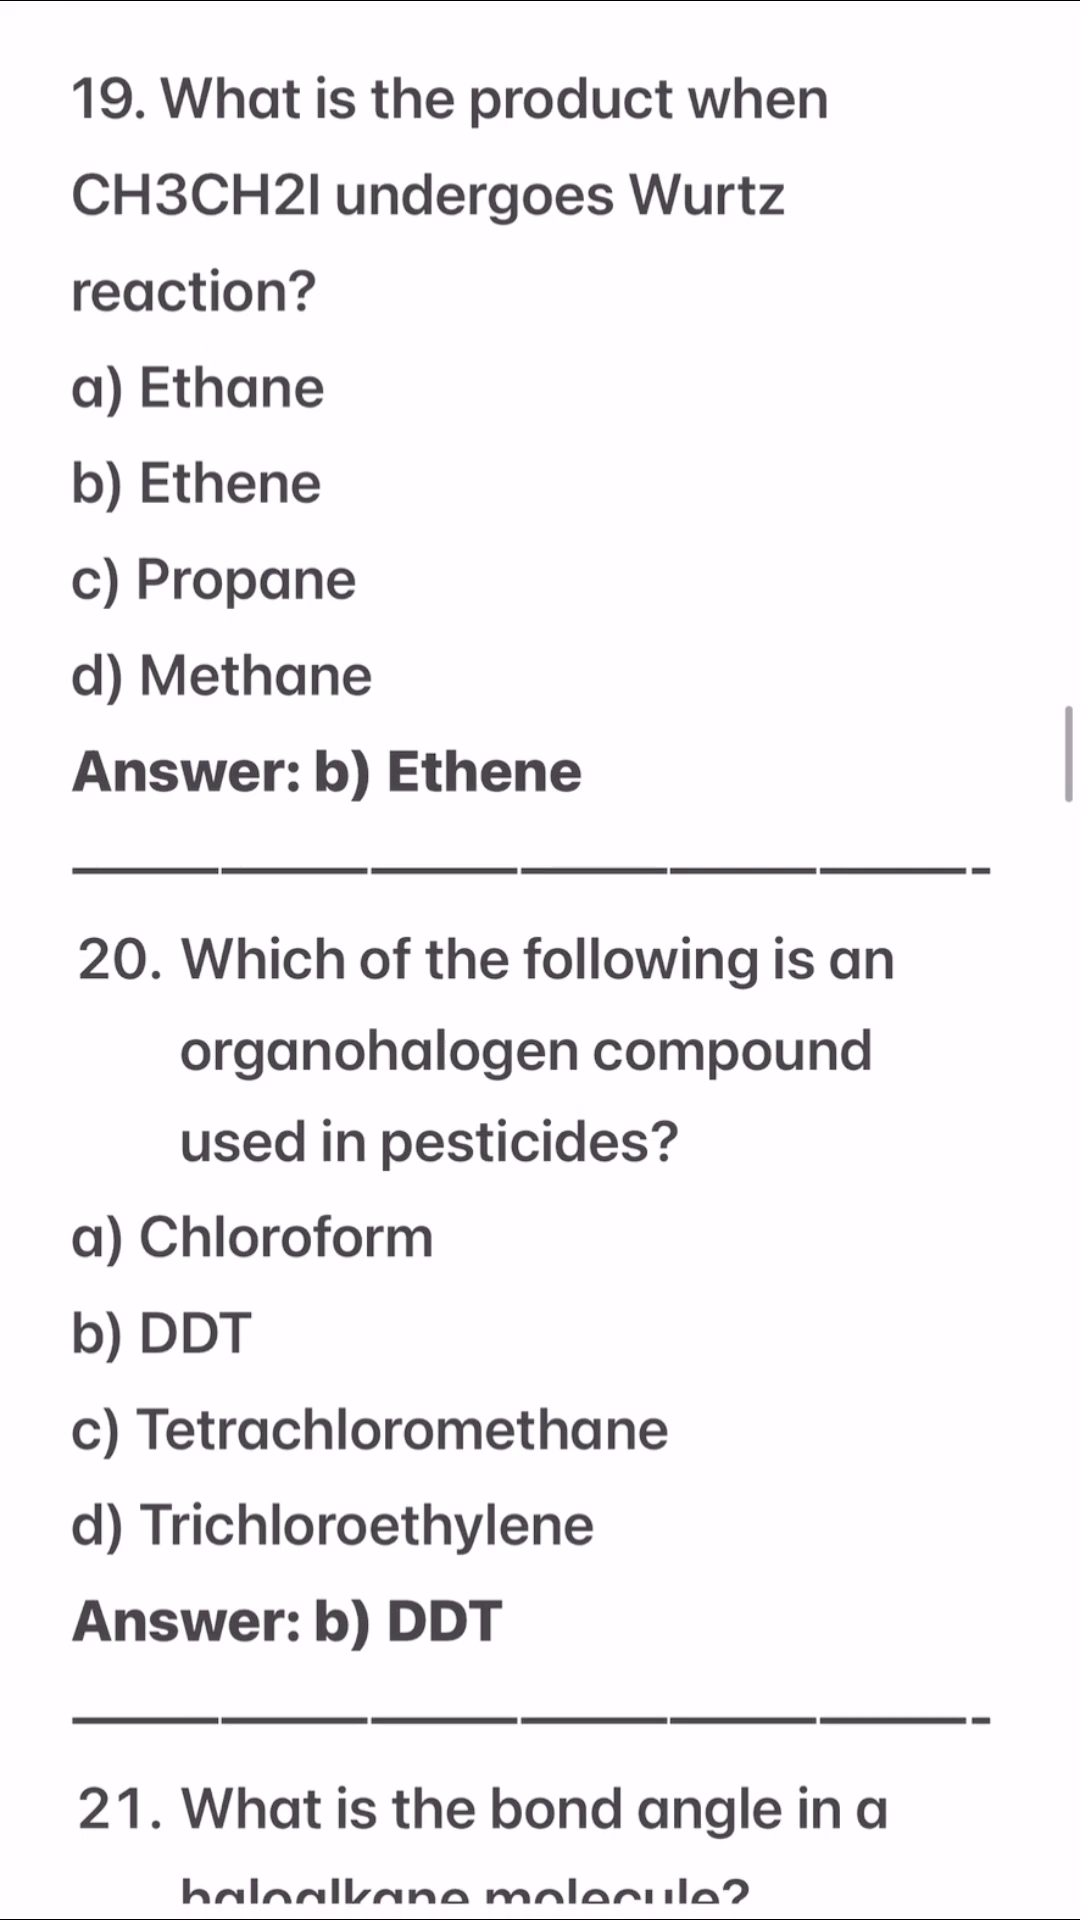 19. What is the product when
CH3CH2I undergoes Wurtz
reaction?
a) Ethane
b) Ethene
c) Propane
d) Methane
Answer: b) Ethene
——————-
20. Which of the following is an
organohalogen compound
used in pesticides?
a) Chloroform
b) DDT
c) Tetrachloromethane
d) Trichloroethylene
Answer: b) DDT
——————-
21. What is the bond angle in a
haloalkane molecule?